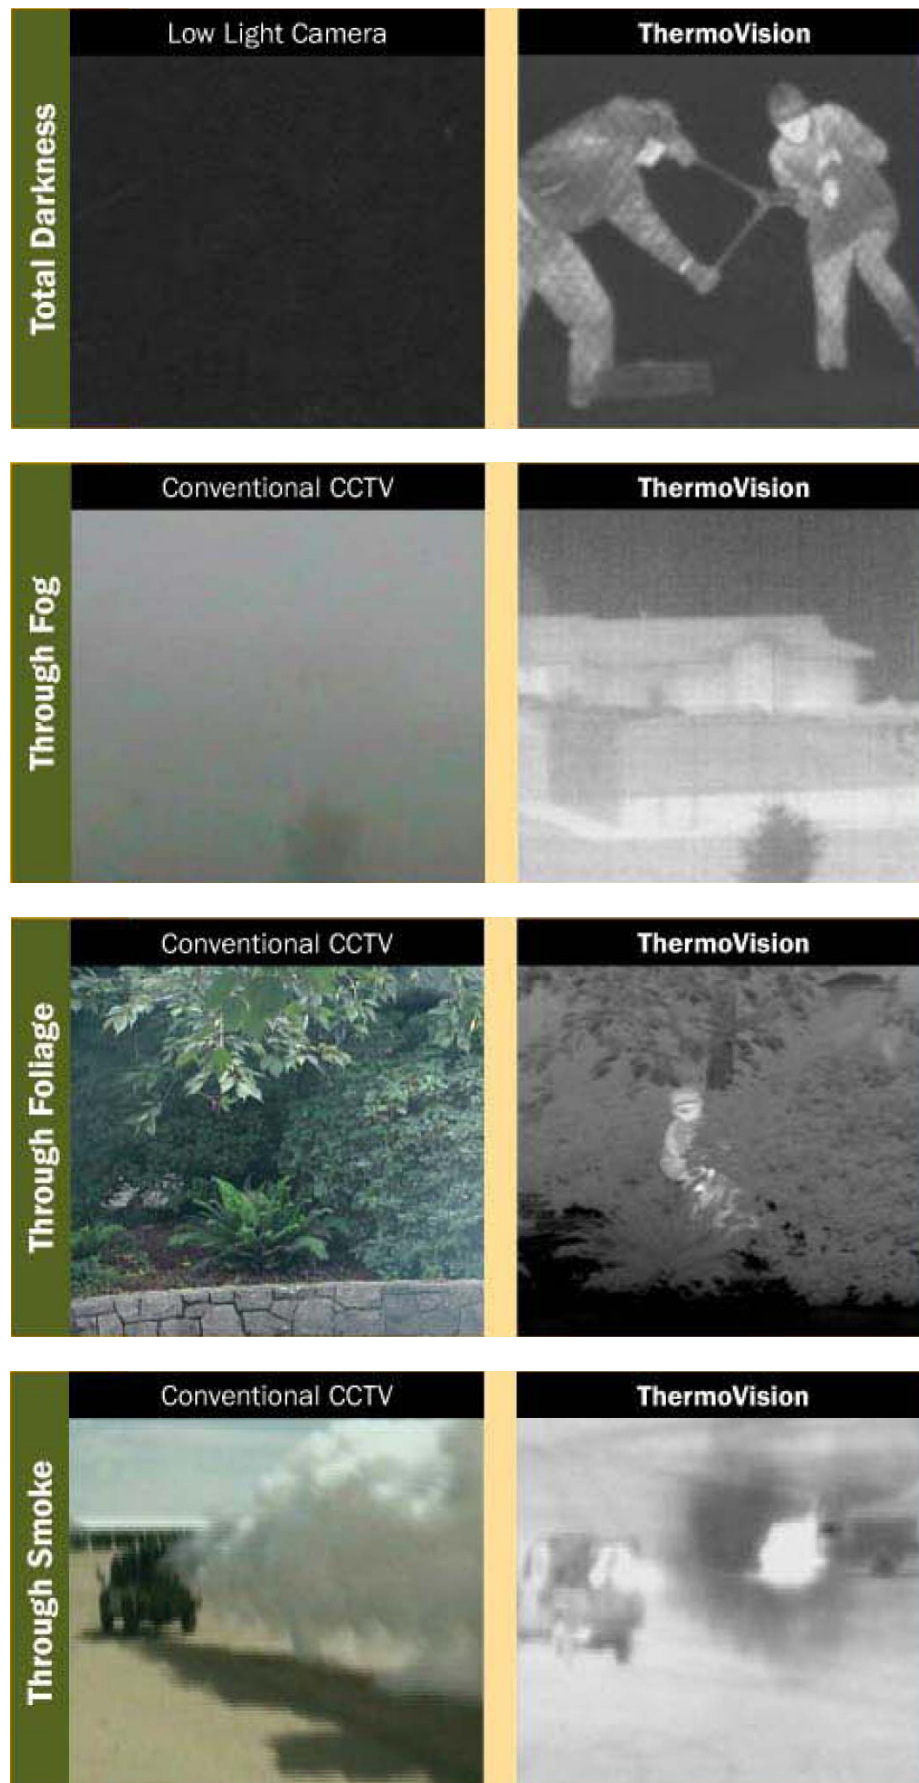 Low Light Camera
ThermoVision
Total Darkness
Conventional CCTV
ThermoVision
Through Fog
Conventional CCTV
ThermoVision
Through Foliage
Conventional CCTV
ThermoVision
Through Smoke